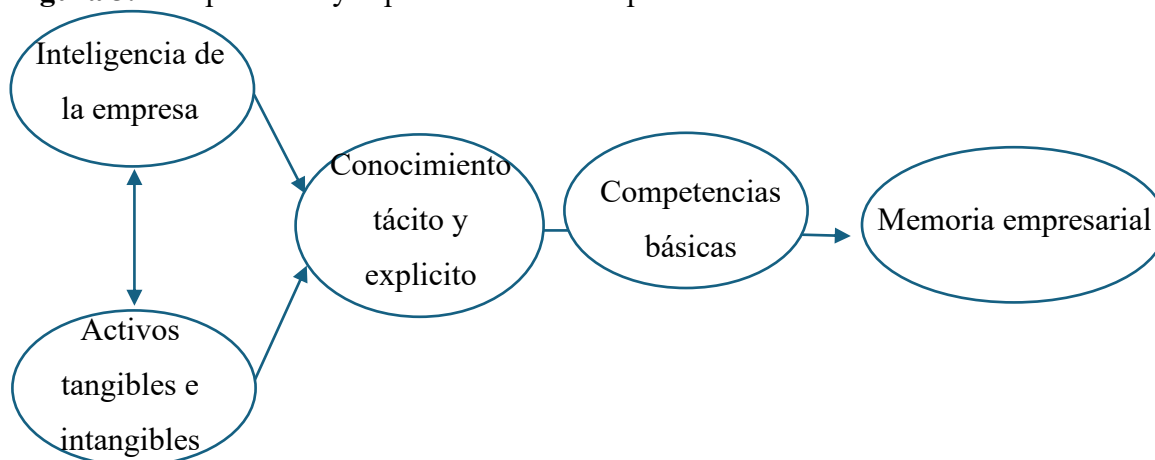 Inteligencia de
la empresa
Conocimiento
tácito y
explicito
Competencias
básicas
Memoria empresarial
Activos
tangibles e
intangibles